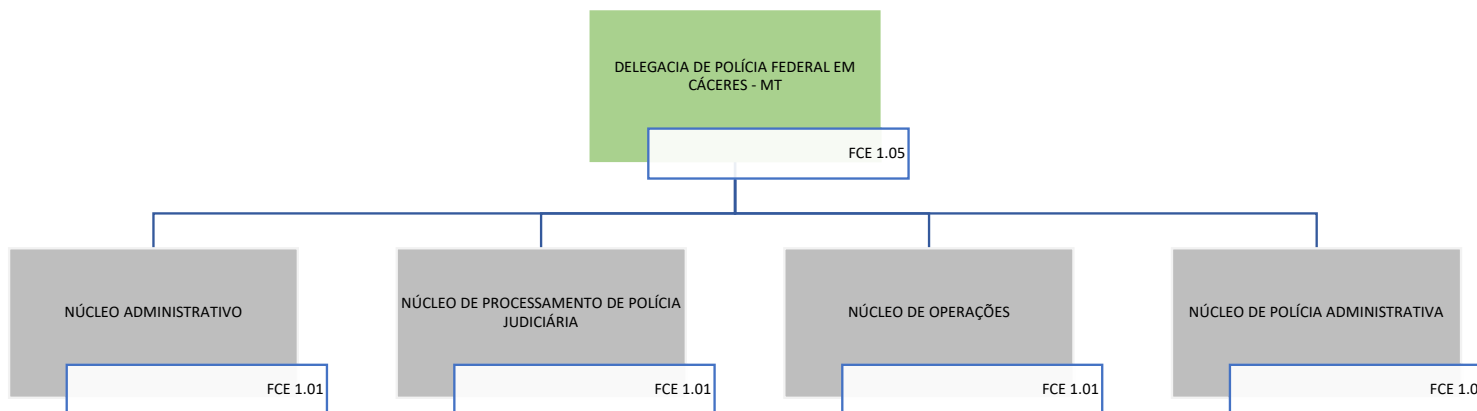 DELEGACIA DE POLÍCIA FEDERAL EM
CÁCERES - MT
FCE 1.05
NÚCLEO ADMINISTRATIVO
FCE 1.01
NÚCLEO DE PROCESSAMENTO DE POLÍCIA
JUDICIÁRIA
FCE 1.01
NÚCLEO DE OPERAÇÕES
FCE 1.01
NÚCLEO DE POLÍCIA ADMINISTRATIVA
FCE